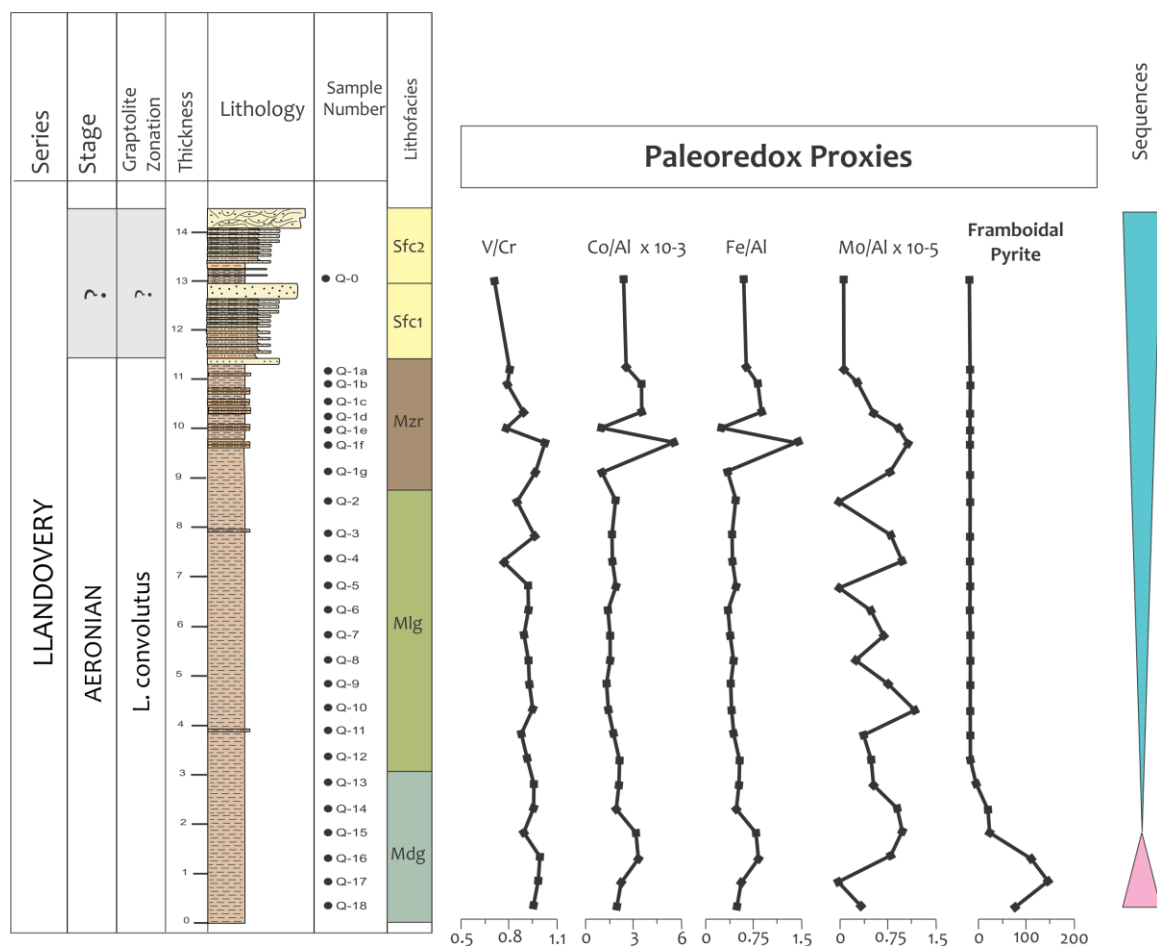 Series
Stage
Graptolite
Zonation
Thickness
Lithology
Sample
Number
Lithofacies
Paleoredox Proxies
Sequences
V/Cr
Co/Al x 10-3
Fe/Al
Mo/Al x 10-5
Framboidal
Pyrite
LLANDOVERY
?
AERONIAN
?
L. convolutus
14
13
12
11
10
9
8
7
6
5
4
3
2
1
0
Q-0
Q-1a
Q-1b
Q-1c
Q-1d
Q-1e
Q-1f
Q-1g
Q-2
Q-3
Q-4
Q-5
Q-6
Q-7
Q-8
Q-9
Q-10
Q-11
Q-12
Q-13
Q-14
Q-15
Q-16
Q-17
Q-18
Sfc2
Sfc1
Mzr
Mlg
Mdg
0.5 0.8 1.1
0 3 6
0 0.75 1.5
0 0.75 1.5
0 100 200